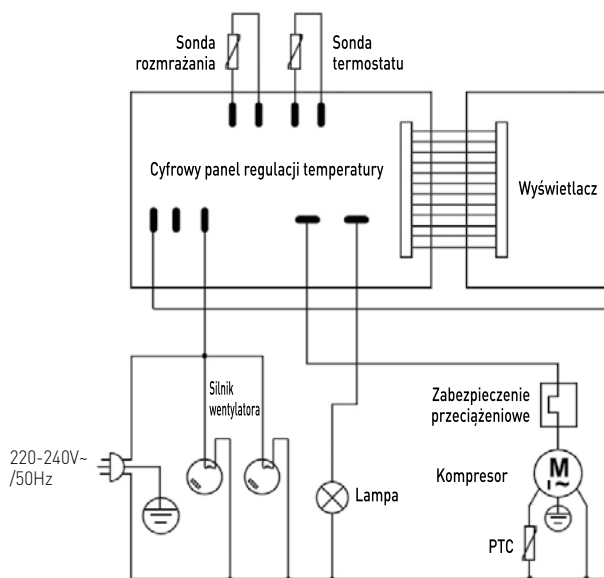 Sonda
rozmrażania
Sonda
termostatu
Cyfrowy panel regulacji temperatury
Wyświetlacz
Silnik
wentylatora
Zabezpieczenie
przeciążeniowe
220-240V~
/50Hz
Lampa
Kompresor
M
1~
PTC